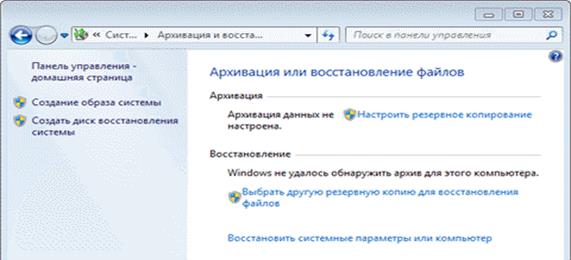 « Сист... ▸ Архивация и восста...
Поиск в панели управления
Панель управления -
домашняя страница
Создание образа системы
Создать диск восстановления
системы
Архивация или восстановление файлов
Архивация
Архивация данных не
настроена.
Настроить резервное копирование
Восстановление
Windows не удалось обнаружить архив для этого компьютера.
Выбрать другую резервную копию для восстановления
файлов
Восстановить системные параметры или компьютер